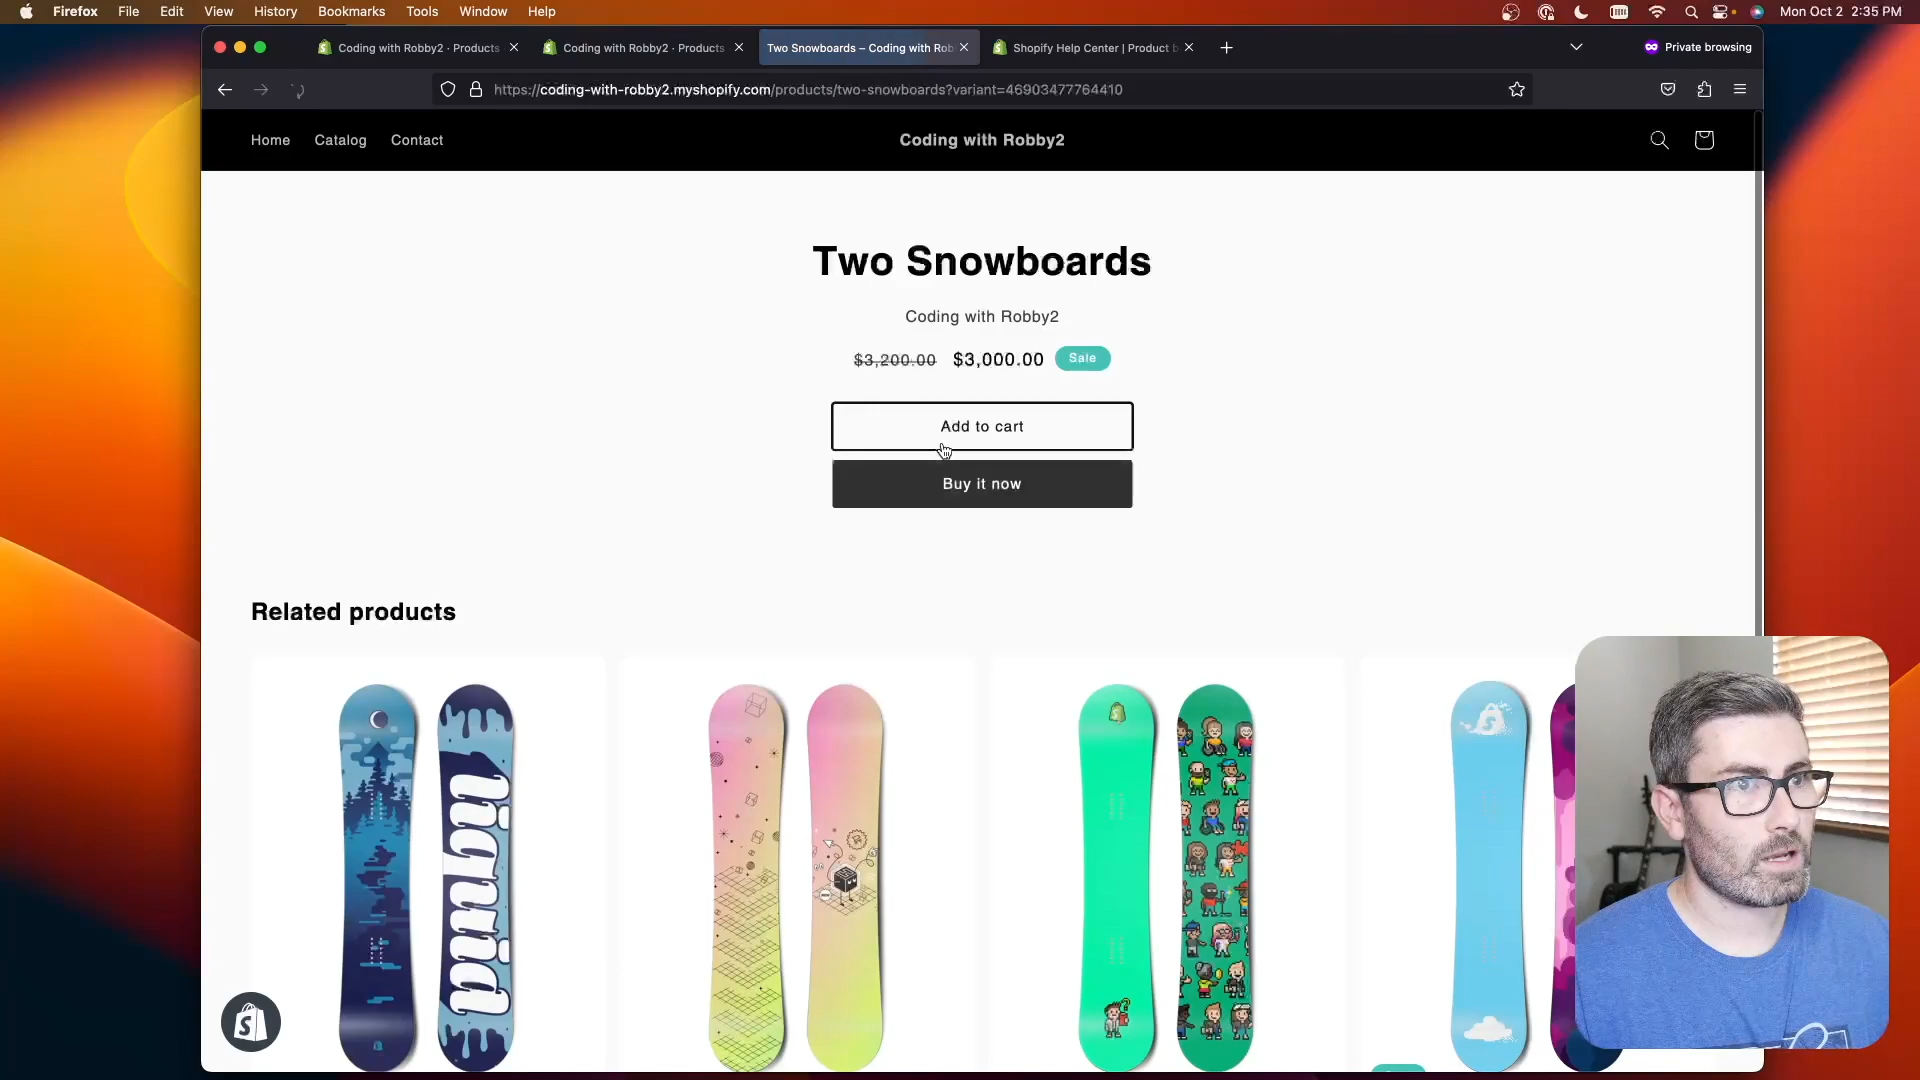 Firefox File Edit View History Bookmarks Tools Window Help Mon Oct 2 2:35 PM
Coding with Robby2 · Products Coding with Robby2 · Products Two Snowboards – Coding with Rob Shopify Help Center | Product b Private browsing
https://coding-with-robby2.myshopify.com/products/two-snowboards?variant=46903477764410
Home Catalog Contact Coding with Robby2
Two Snowboards
Coding with Robby2
$3,200.00 $3,000.00 Sale
Add to cart
Buy it now
Related products
liquid